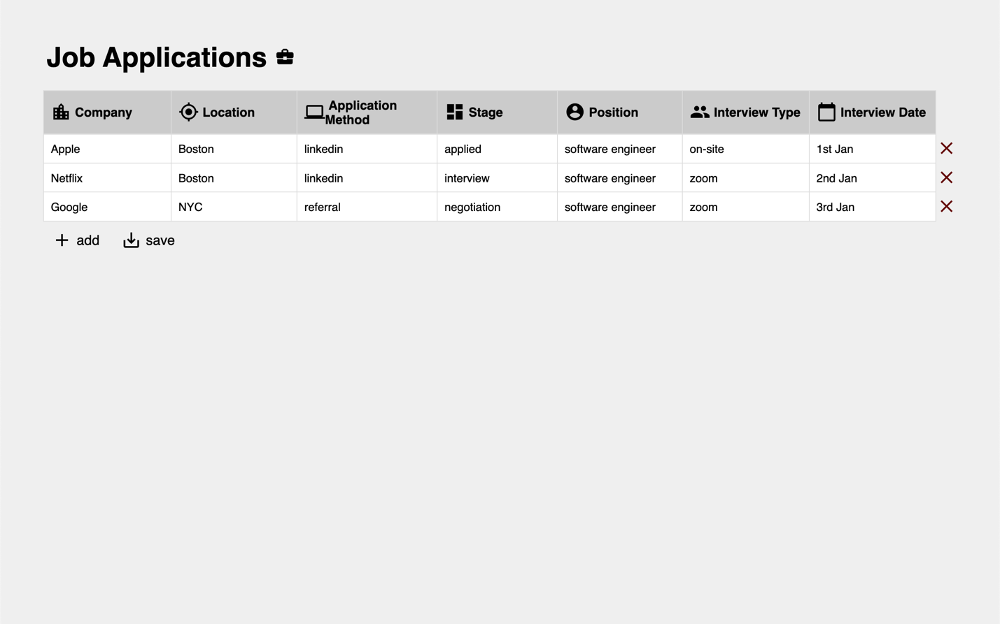 Job Applications
Company Location Application Method Stage Position Interview Type Interview Date
Apple Boston linkedin applied software engineer on-site 1st Jan
Netflix Boston linkedin interview software engineer zoom 2nd Jan
Google NYC referral negotiation software engineer zoom 3rd Jan
add save